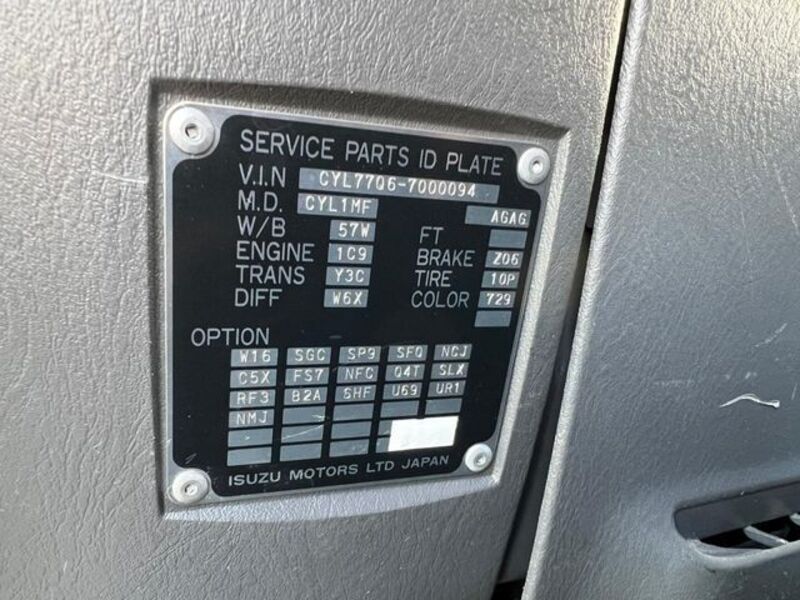 SERVICE PARTS ID PLATE
V.I.N CYL77Q6-7000094
M.D. CYL1MF AGAG
W/B 57W FT
ENGINE 1C9 BRAKE Z06
TRANS Y3C TIRE 10P
DIFF W6X COLOR 729
OPTION
W16 SGC SP9 SFQ NCJ
C5X FS7 NFC Q4T SLX
RF3 B2A SHF U69 UR1
NMJ
ISUZU MOTORS LTD JAPAN